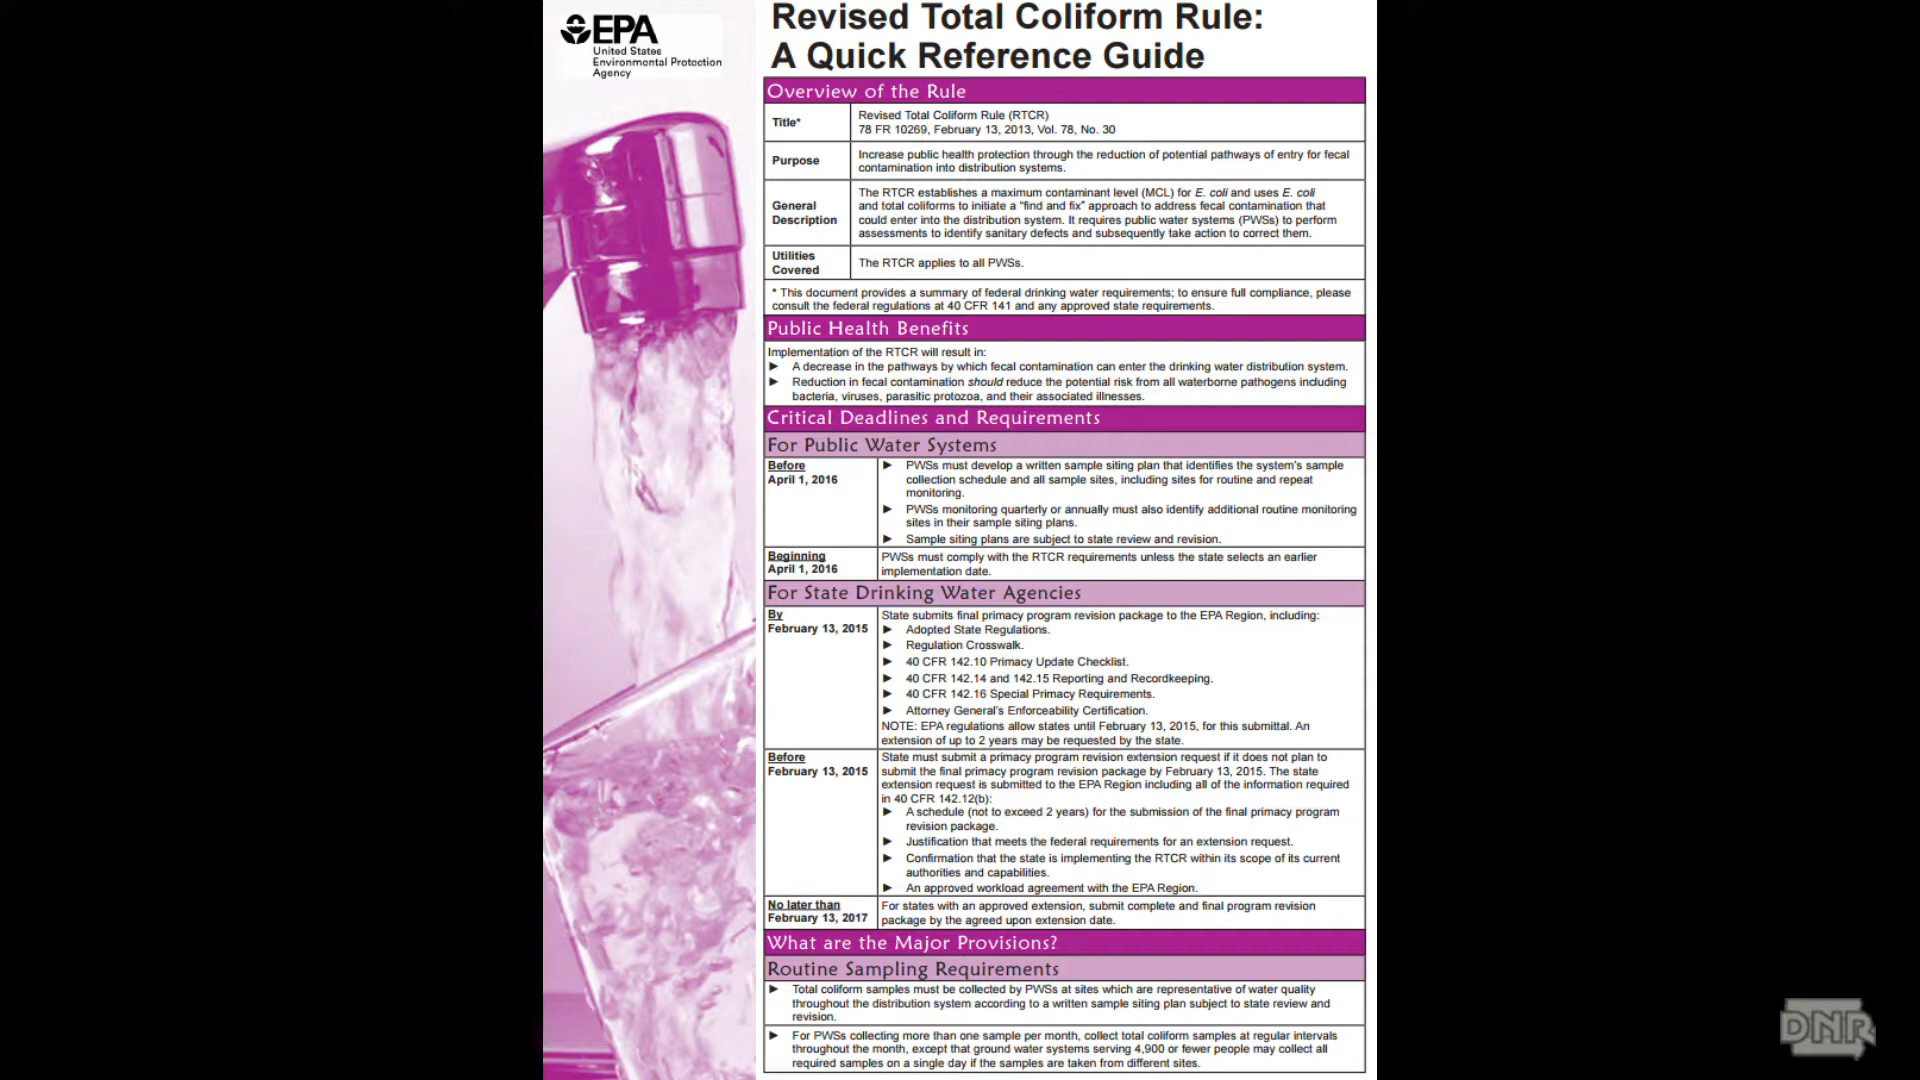 EPA
United States
Environmental Protection
Agency
Revised Total Coliform Rule:
A Quick Reference Guide
Overview of the Rule
Title*
Revised Total Coliform Rule (RTCR)
78 FR 10269, February 13, 2013, Vol. 78, No. 30
Purpose
Increase public health protection through the reduction of potential pathways of entry for fecal
contamination into distribution systems.
General
Description
The RTCR establishes a maximum contaminant level (MCL) for E. coli and uses E. coli
and total coliforms to initiate a "find and fix" approach to address fecal contamination that
could enter into the distribution system. It requires public water systems (PWSs) to perform
assessments to identify sanitary defects and subsequently take action to correct them.
Utilities
Covered
The RTCR applies to all PWSs.
* This document provides a summary of federal drinking water requirements; to ensure full compliance, please
consult the federal regulations at 40 CFR 141 and any approved state requirements.
Public Health Benefits
Implementation of the RTCR will result in:
► A decrease in the pathways by which fecal contamination can enter the drinking water distribution system.
► Reduction in fecal contamination should reduce the potential risk from all waterborne pathogens including
bacteria, viruses, parasitic protozoa, and their associated illnesses.
Critical Deadlines and Requirements
For Public Water Systems
Before
April 1, 2016
► PWSs must develop a written sample siting plan that identifies the system's sample
collection schedule and all sample sites, including sites for routine and repeat
monitoring.
► PWSs monitoring quarterly or annually must also identify additional routine monitoring
sites in their sample siting plans.
► Sample siting plans are subject to state review and revision.
Beginning
April 1, 2016
PWSs must comply with the RTCR requirements unless the state selects an earlier
implementation date.
For State Drinking Water Agencies
By
February 13, 2015
State submits final primacy program revision package to the EPA Region, including:
► Adopted State Regulations.
► Regulation Crosswalk.
► 40 CFR 142.10 Primacy Update Checklist.
► 40 CFR 142.14 and 142.15 Reporting and Recordkeeping.
► 40 CFR 142.16 Special Primacy Requirements.
► Attorney General's Enforceability Certification.
NOTE: EPA regulations allow states until February 13, 2015, for this submittal. An
extension of up to 2 years may be requested by the state.
Before
February 13, 2015
State must submit a primacy program revision extension request if it does not plan to
submit the final primacy program revision package by February 13, 2015. The state
extension request is submitted to the EPA Region including all of the information required
in 40 CFR 142.12(b):
► A schedule (not to exceed 2 years) for the submission of the final primacy program
revision package.
► Justification that meets the federal requirements for an extension request.
► Confirmation that the state is implementing the RTCR within its scope of its current
authorities and capabilities.
► An approved workload agreement with the EPA Region.
No later than
February 13, 2017
For states with an approved extension, submit complete and final program revision
package by the agreed upon extension date.
What are the Major Provisions?
Routine Sampling Requirements
► Total coliform samples must be collected by PWSs at sites which are representative of water quality
throughout the distribution system according to a written sample siting plan subject to state review and
revision.
► For PWSs collecting more than one sample per month, collect total coliform samples at regular intervals
throughout the month, except that ground water systems serving 4,900 or fewer people may collect all
required samples on a single day if the samples are taken from different sites.
DNR